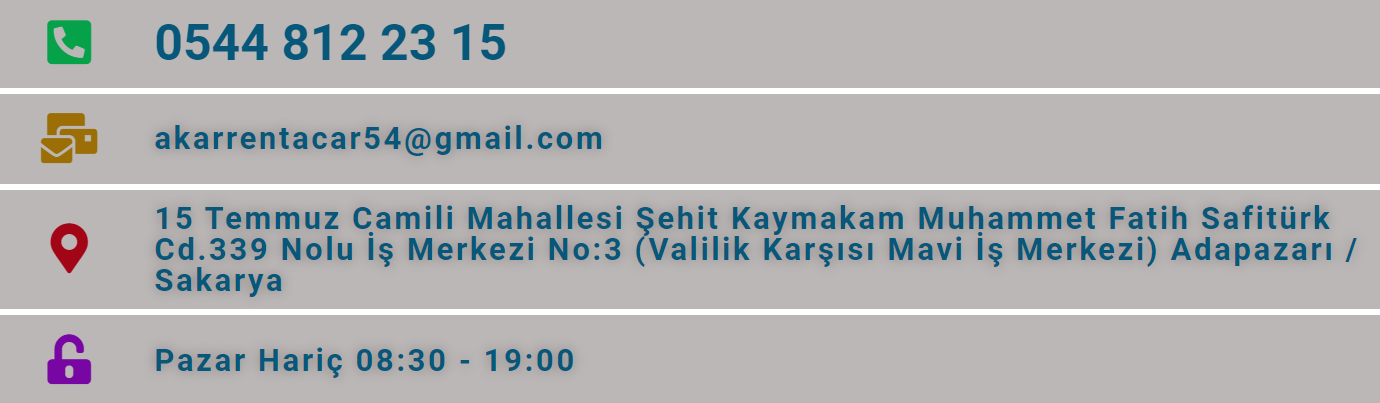 0544 812 23 15
akarrentacar54@gmail.com
15 Temmuz Camili Mahallesi Şehit Kaymakam Muhammet Fatih Safitürk
Cd.339 Nolu İş Merkezi No:3 (Valilik Karşısı Mavi İş Merkezi) Adapazarı /
Sakarya
Pazar Hariç 08:30 - 19:00